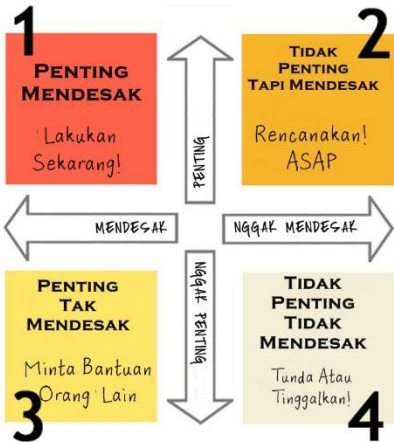 1
PENTING
MENDESAK
Lakukan
Sekarang!
2
TIDAK
PENTING
TAPI MENDESAK
Rencanakan!
ASAP
PENTING
MENDESAK
NGGAK MENDESAK
NGGAK PENTING
PENTING
TAK
MENDESAK
Minta Bantuan
Orang Lain
3
TIDAK
PENTING
TIDAK
MENDESAK
Tunda Atau
Tinggalkan!
4